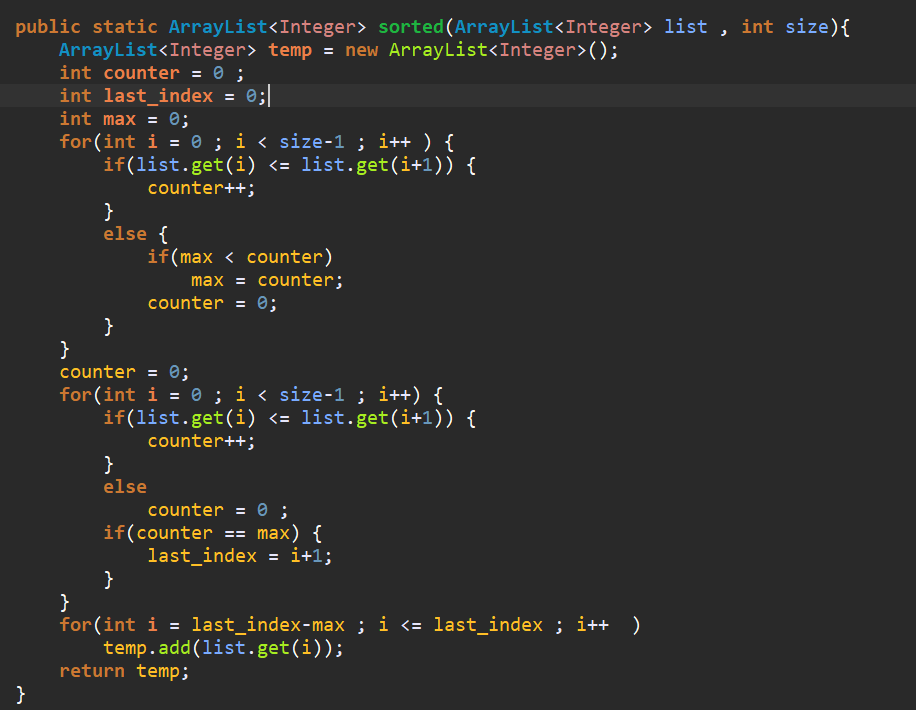 public static ArrayList<Integer> sorted(ArrayList<Integer> list , int size){
    ArrayList<Integer> temp = new ArrayList<Integer>();
    int counter = 0 ;
    int last_index = 0;
    int max = 0;
    for(int i = 0 ; i < size-1 ; i++ ) {
        if(list.get(i) <= list.get(i+1)) {
            counter++;
        }
        else {
            if(max < counter)
                max = counter;
            counter = 0;
        }
    }
    counter = 0;
    for(int i = 0 ; i < size-1 ; i++) {
        if(list.get(i) <= list.get(i+1)) {
            counter++;
        }
        else
            counter = 0 ;
        if(counter == max) {
            last_index = i+1;
        }
    }
    for(int i = last_index-max ; i <= last_index ; i++  )
        temp.add(list.get(i));
    return temp;
}